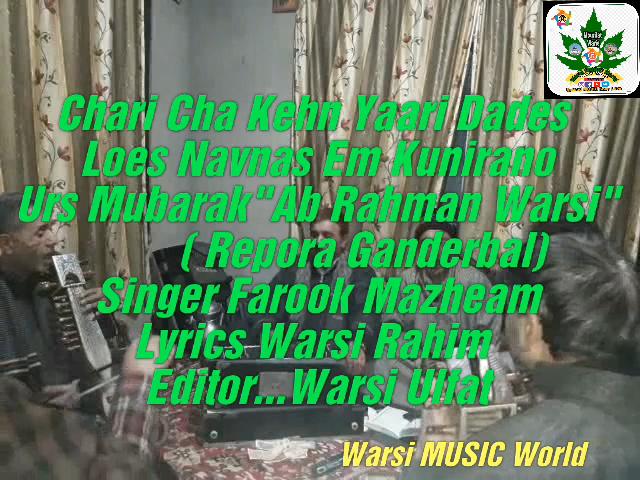 Chari Cha Kehn Yaari Dades
Loes Navnas Em Kunirano
Urs Mubarak"Ab Rahman Warsi"
( Repora Ganderbal)
Singer Farook Mazheam
Lyrics Warsi Rahim
Editor...Warsi Ulfat
Warsi MUSIC World